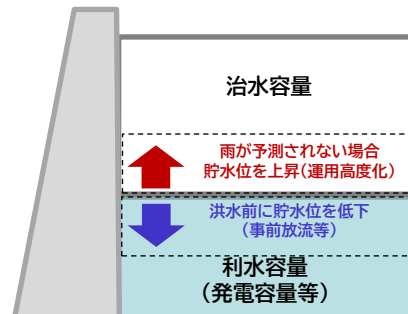 治水容量
雨が予測されない場合
貯水位を上昇(運用高度化)
洪水前に貯水位を低下
(事前放流等)
利水容量
(発電容量等)